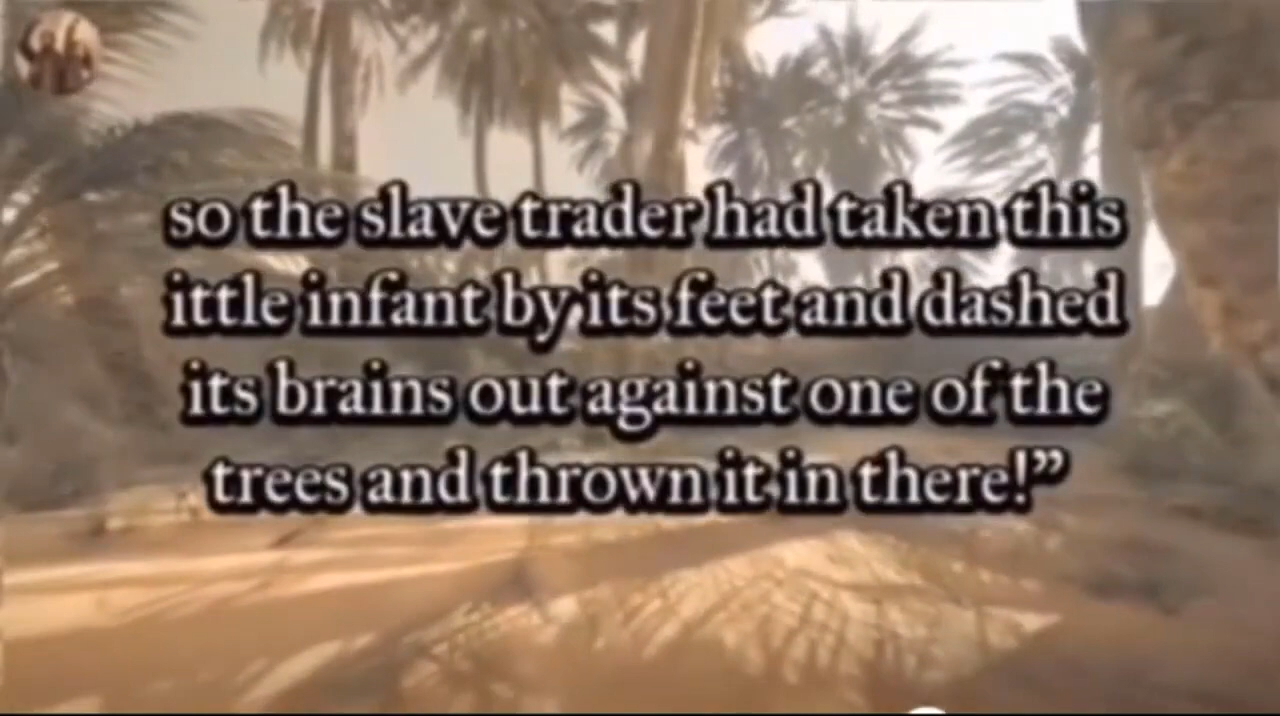 so the slave trader had taken this
ittle infant by its feet and dashed
its brains out against one of the
trees and thrown it in there!”